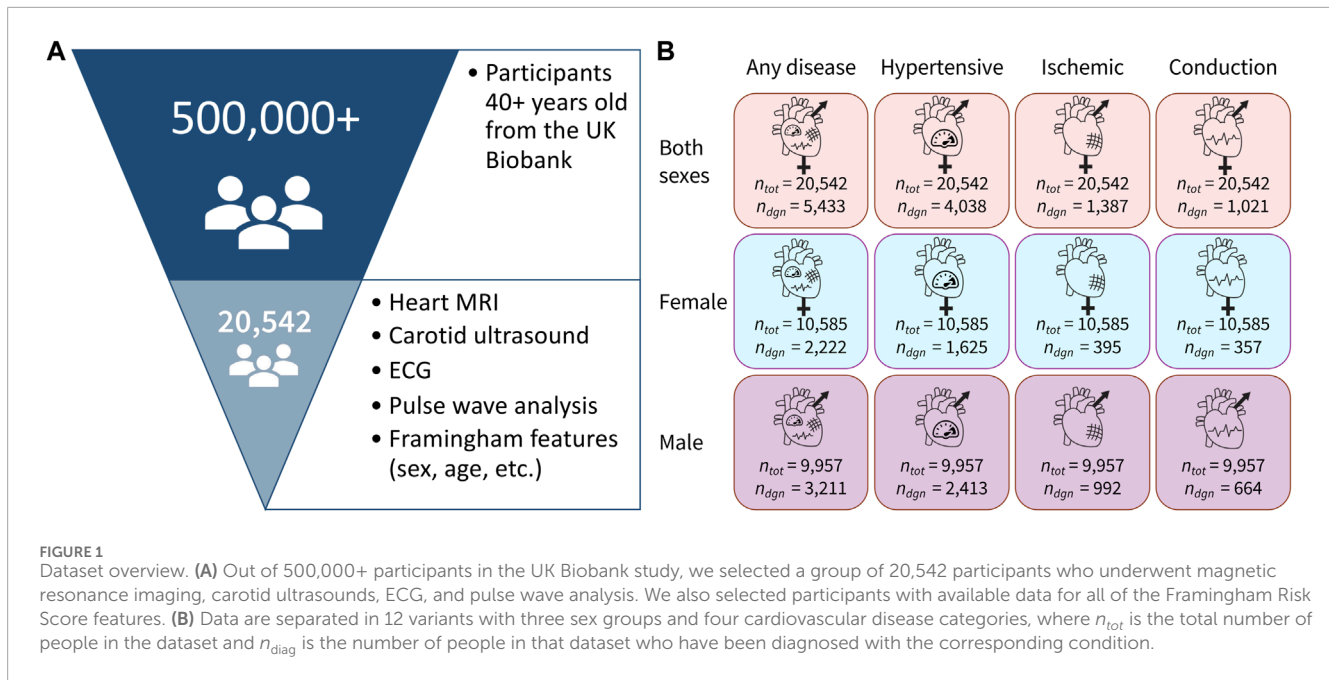 A
500,000+
• Participants
40+ years old
from the UK
Biobank
20,542
• Heart MRI
• Carotid ultrasound
• ECG
• Pulse wave analysis
• Framingham features
(sex, age, etc.)
B
Any disease Hypertensive Ischemic Conduction
Both
sexes
n_tot = 20,542 n_tot = 20,542 n_tot = 20,542 n_tot = 20,542
n_dgn = 5,433 n_dgn = 4,038 n_dgn = 1,387 n_dgn = 1,021
Female
n_tot = 10,585 n_tot = 10,585 n_tot = 10,585 n_tot = 10,585
n_dgn = 2,222 n_dgn = 1,625 n_dgn = 395 n_dgn = 357
Male
n_tot = 9,957 n_tot = 9,957 n_tot = 9,957 n_tot = 9,957
n_dgn = 3,211 n_dgn = 2,413 n_dgn = 992 n_dgn = 664
FIGURE 1
Dataset overview. (A) Out of 500,000+ participants in the UK Biobank study, we selected a group of 20,542 participants who underwent magnetic
resonance imaging, carotid ultrasounds, ECG, and pulse wave analysis. We also selected participants with available data for all of the Framingham Risk
Score features. (B) Data are separated in 12 variants with three sex groups and four cardiovascular disease categories, where n_tot is the total number of
people in the dataset and n_diag is the number of people in that dataset who have been diagnosed with the corresponding condition.